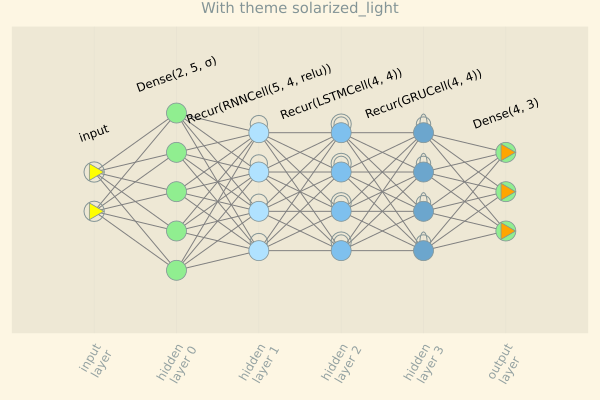 With theme solarized_light
input
Dense(2, 5, σ)
Recur(RNNCell(5, 4, relu))
Recur(LSTMCell(4, 4))
Recur(GRUCell(4, 4))
Dense(4, 3)
input
layer
hidden
layer 0
hidden
layer 1
hidden
layer 2
hidden
layer 3
output
layer